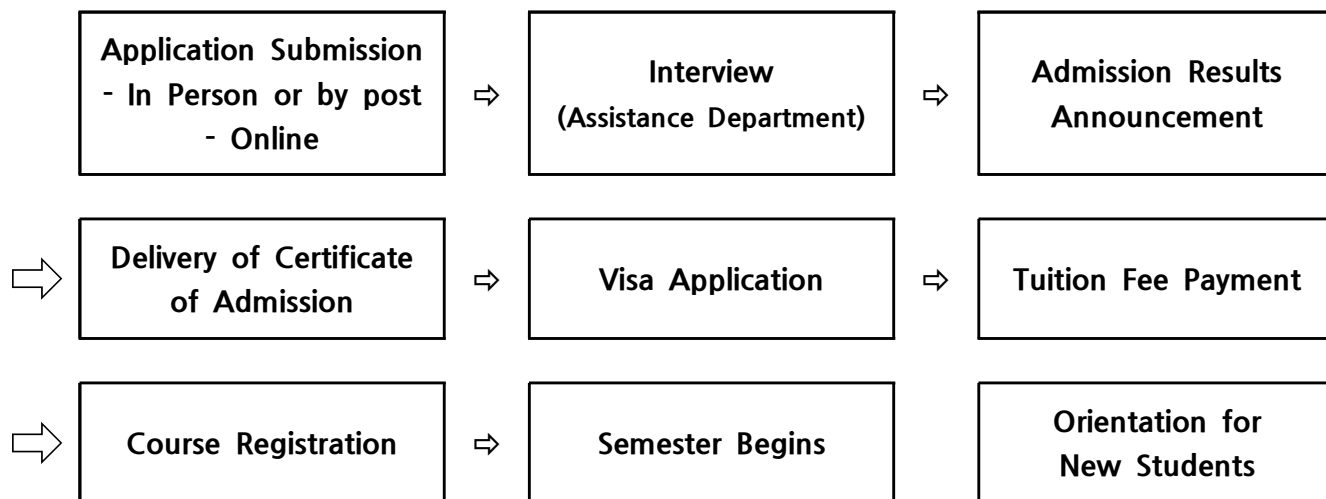 Application Submission
- In Person or by post
- Online
Interview
(Assistance Department)
Admission Results
Announcement
Delivery of Certificate
of Admission
Visa Application
Tuition Fee Payment
Course Registration
Semester Begins
Orientation for
New Students